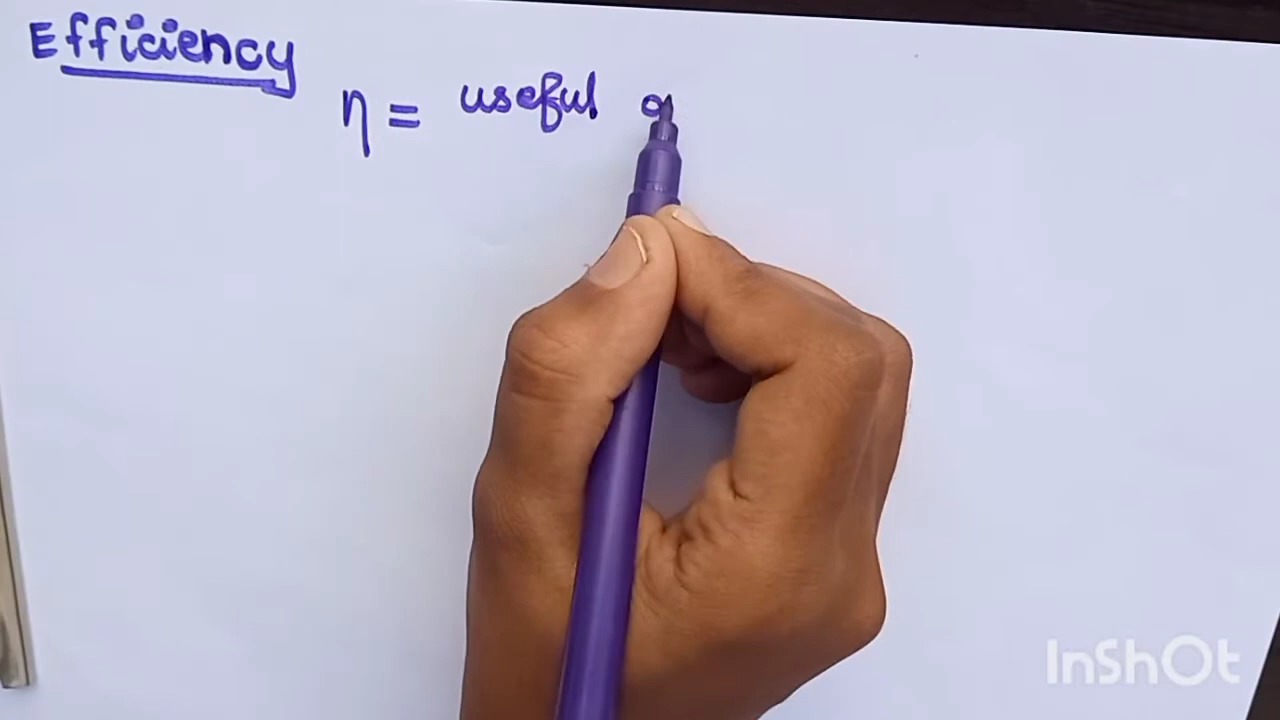 Efficiency
η = useful
InShOt